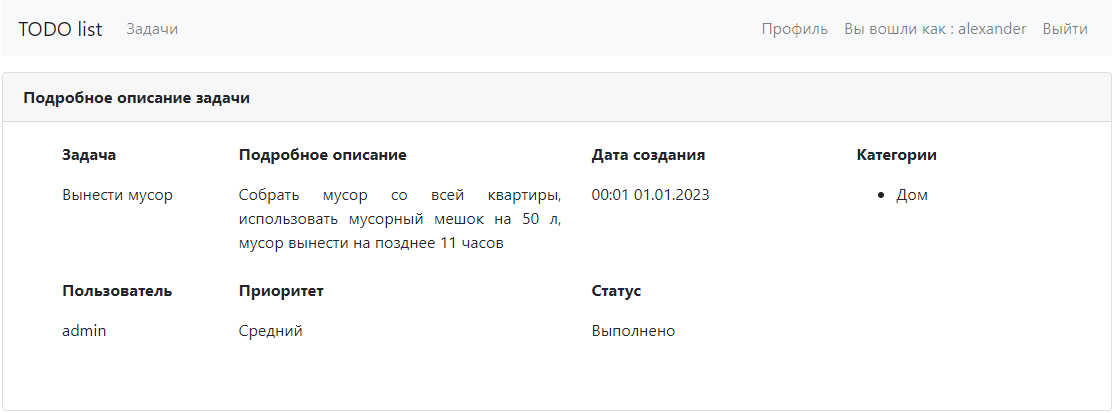 TODO list Задачи Профиль Вы вошли как : alexander Выйти
Подробное описание задачи
Задача Подробное описание Дата создания Категории
Вынести мусор Собрать мусор со всей квартиры, 00:01 01.01.2023 • Дом
использовать мусорный мешок на 50 л,
мусор вынести на позднее 11 часов
Пользователь Приоритет Статус
admin Средний Выполнено